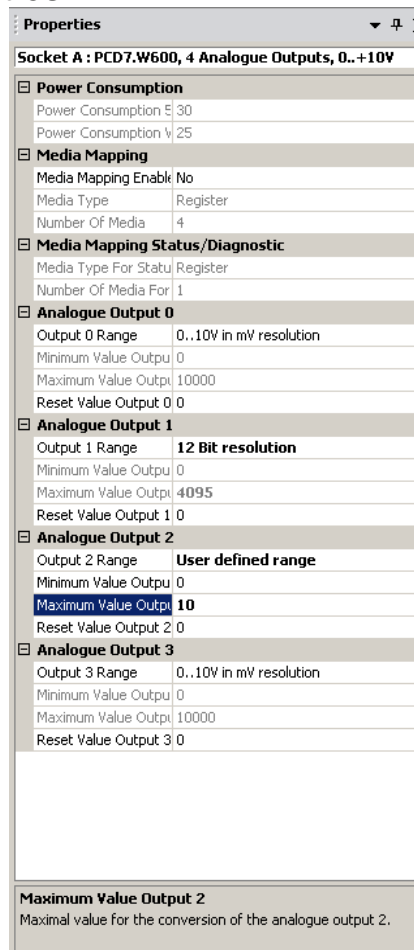 Properties
Socket A : PCD7.W600, 4 Analogue Outputs, 0..+10V
Power Consumption
Power Consumption 5 30
Power Consumption V 25
Media Mapping
Media Mapping Enable No
Media Type Register
Number Of Media 4
Media Mapping Status/Diagnostic
Media Type For Statu Register
Number Of Media For 1
Analogue Output 0
Output 0 Range 0..10V in mV resolution
Minimum Value Outpu 0
Maximum Value Outpu 10000
Reset Value Output 0 0
Analogue Output 1
Output 1 Range 12 Bit resolution
Minimum Value Outpu 0
Maximum Value Outpu 4095
Reset Value Output 1 0
Analogue Output 2
Output 2 Range User defined range
Minimum Value Outpu 0
Maximum Value Outpu 10
Reset Value Output 2 0
Analogue Output 3
Output 3 Range 0..10V in mV resolution
Minimum Value Outpu 0
Maximum Value Outpu 10000
Reset Value Output 3 0
Maximum Value Output 2
Maximal value for the conversion of the analogue output 2.